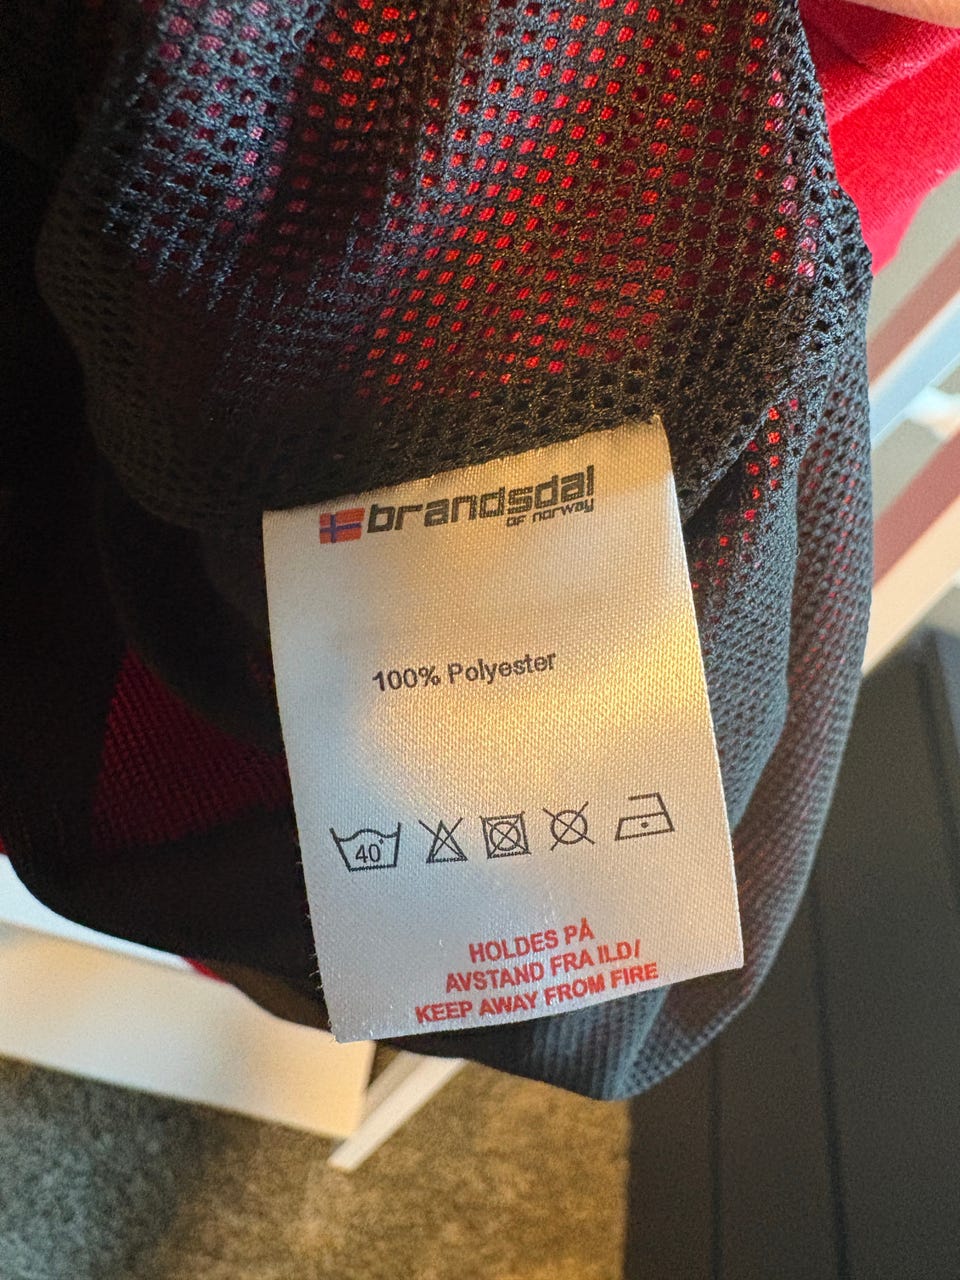 brandsdal
OF NORWAY
100% Polyester
40°
HOLDES PÅ
AVSTAND FRA ILD/
KEEP AWAY FROM FIRE